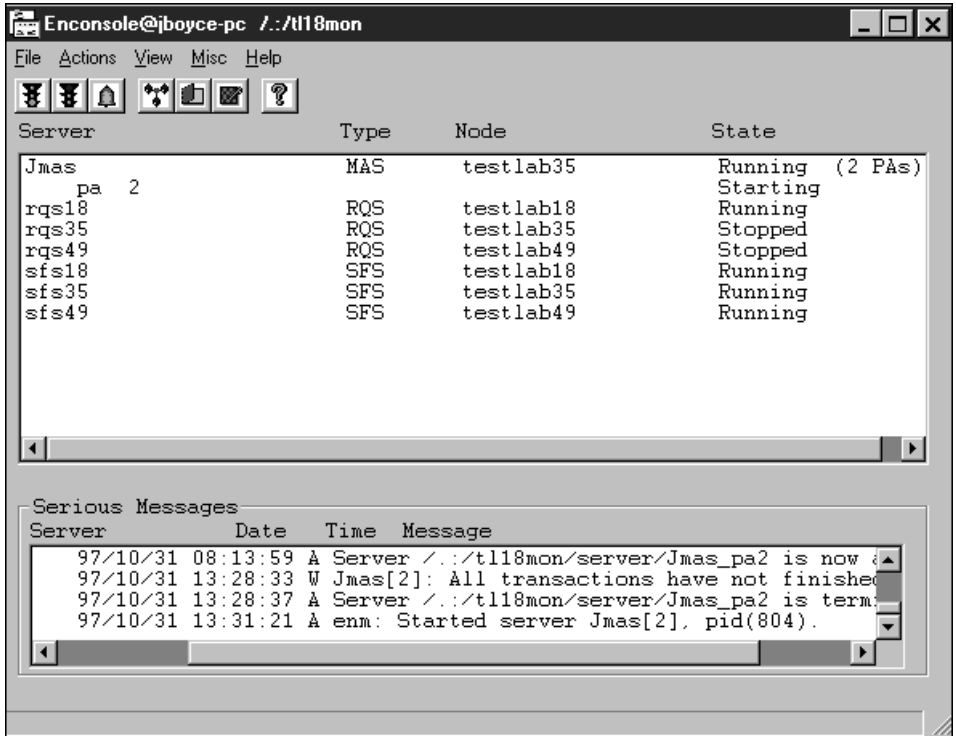 Enconsole@jboyce-pc /.:/tl18mon
File Actions View Misc Help
Server Type Node State
Jmas MAS testlab35 Running (2 PAs)
pa 2 Starting
rqs18 RQS testlab18 Running
rqs35 RQS testlab35 Stopped
rqs49 RQS testlab49 Stopped
sfs18 SFS testlab18 Running
sfs35 SFS testlab35 Running
sfs49 SFS testlab49 Running
Serious Messages
Server Date Time Message
97/10/31 08:13:59 A Server /.:/tl18mon/server/Jmas_pa2 is now
97/10/31 13:28:33 W Jmas[2]: All transactions have not finished
97/10/31 13:28:37 A Server /.:/tl18mon/server/Jmas_pa2 is term
97/10/31 13:31:21 A enm: Started server Jmas[2], pid(804).